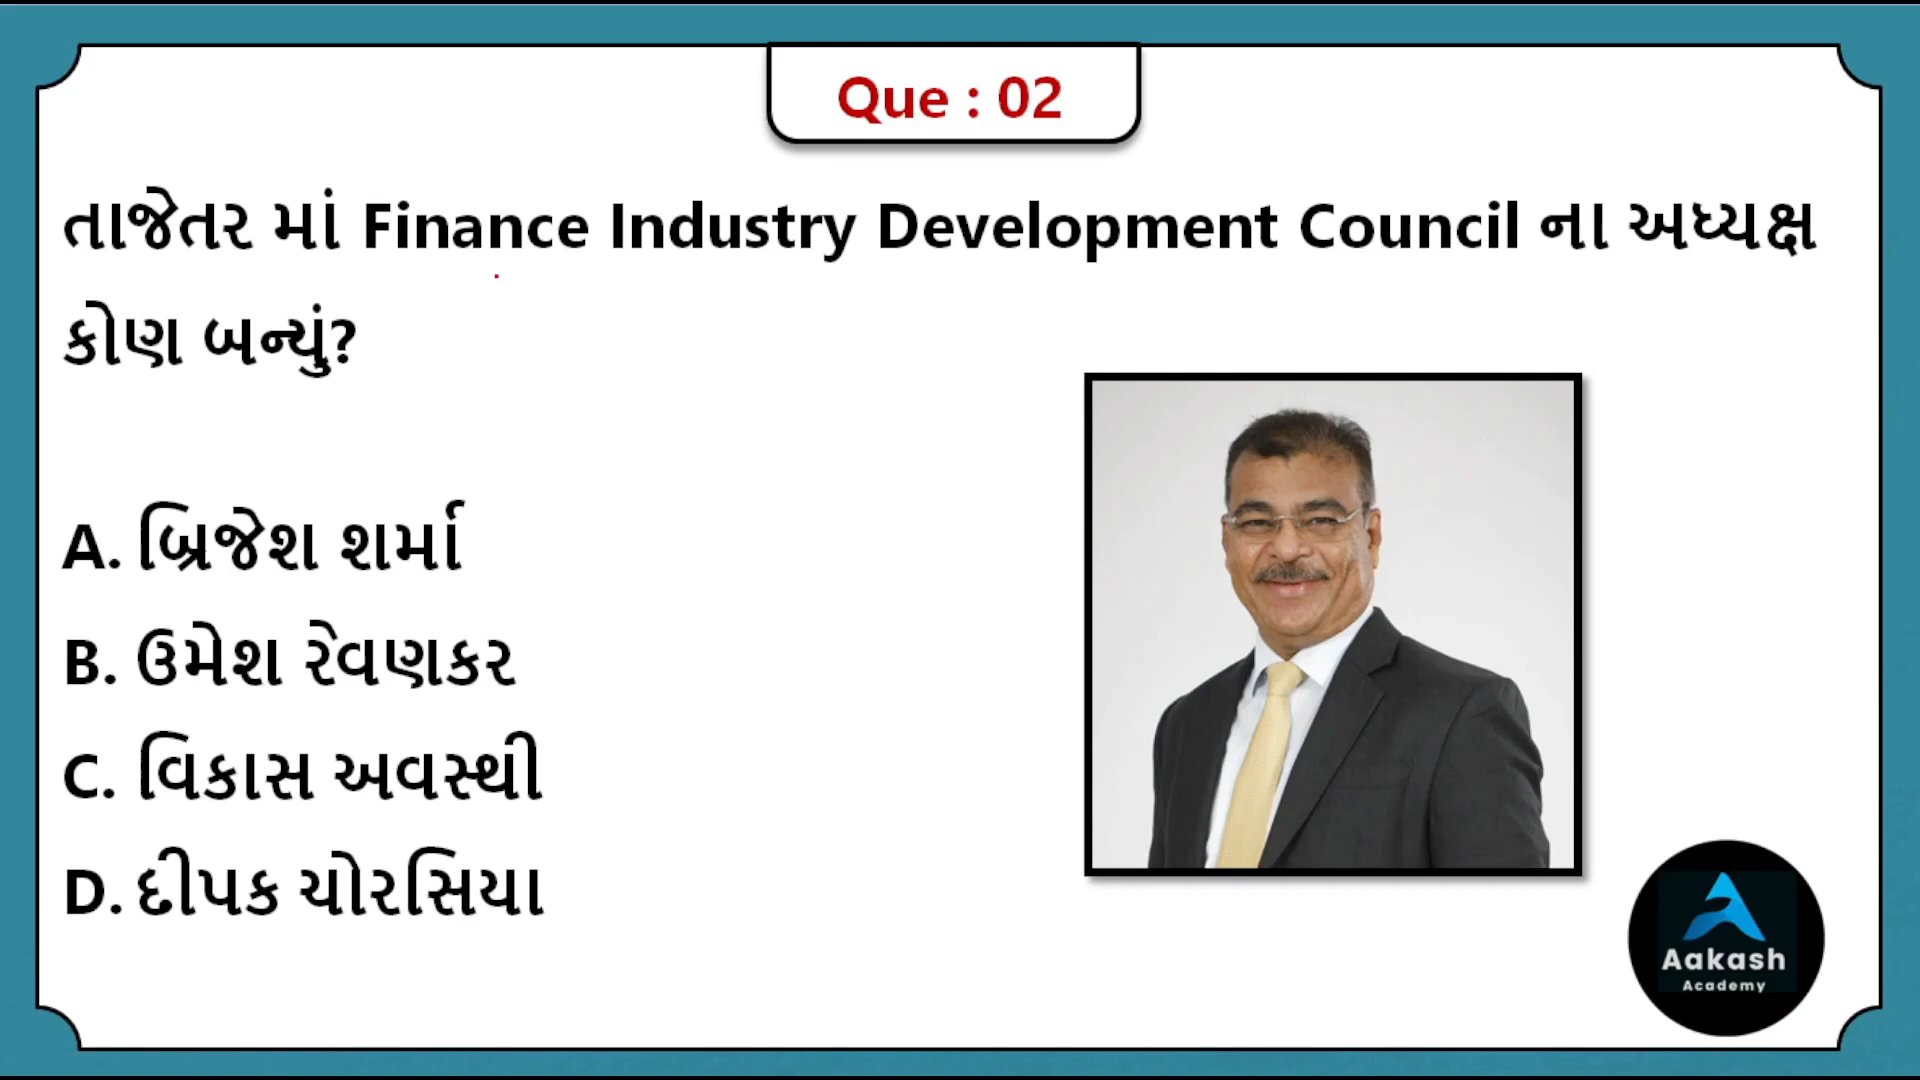 Que : 02
તાજેતર માં Finance Industry Development Council ના અધ્યક્ષ
કોણ બન્યું?
A. બ્રિજેશ શર્મા
B. ઉમેશ રેવણકર
C. વિકાસ અવસ્થી
D. દીપક ચોરસિયા
Aakash
Academy